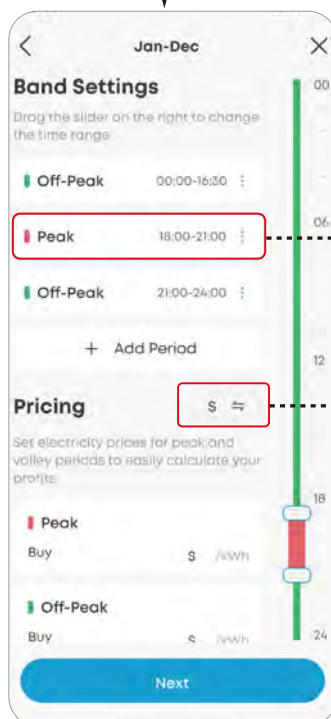 Jan-Dec
Band Settings
Drag the slider on the right to change
the time range
Off-Peak 00:00-16:30
Peak 18:00-21:00
Off-Peak 21:00-24:00
+ Add Period
Pricing $
Set electricity prices for peak and
valley periods to easily calculate your
profits
Peak
Buy $ /kWh
Off-Peak
Buy $ /kWh
Next
00
06
12
18
24